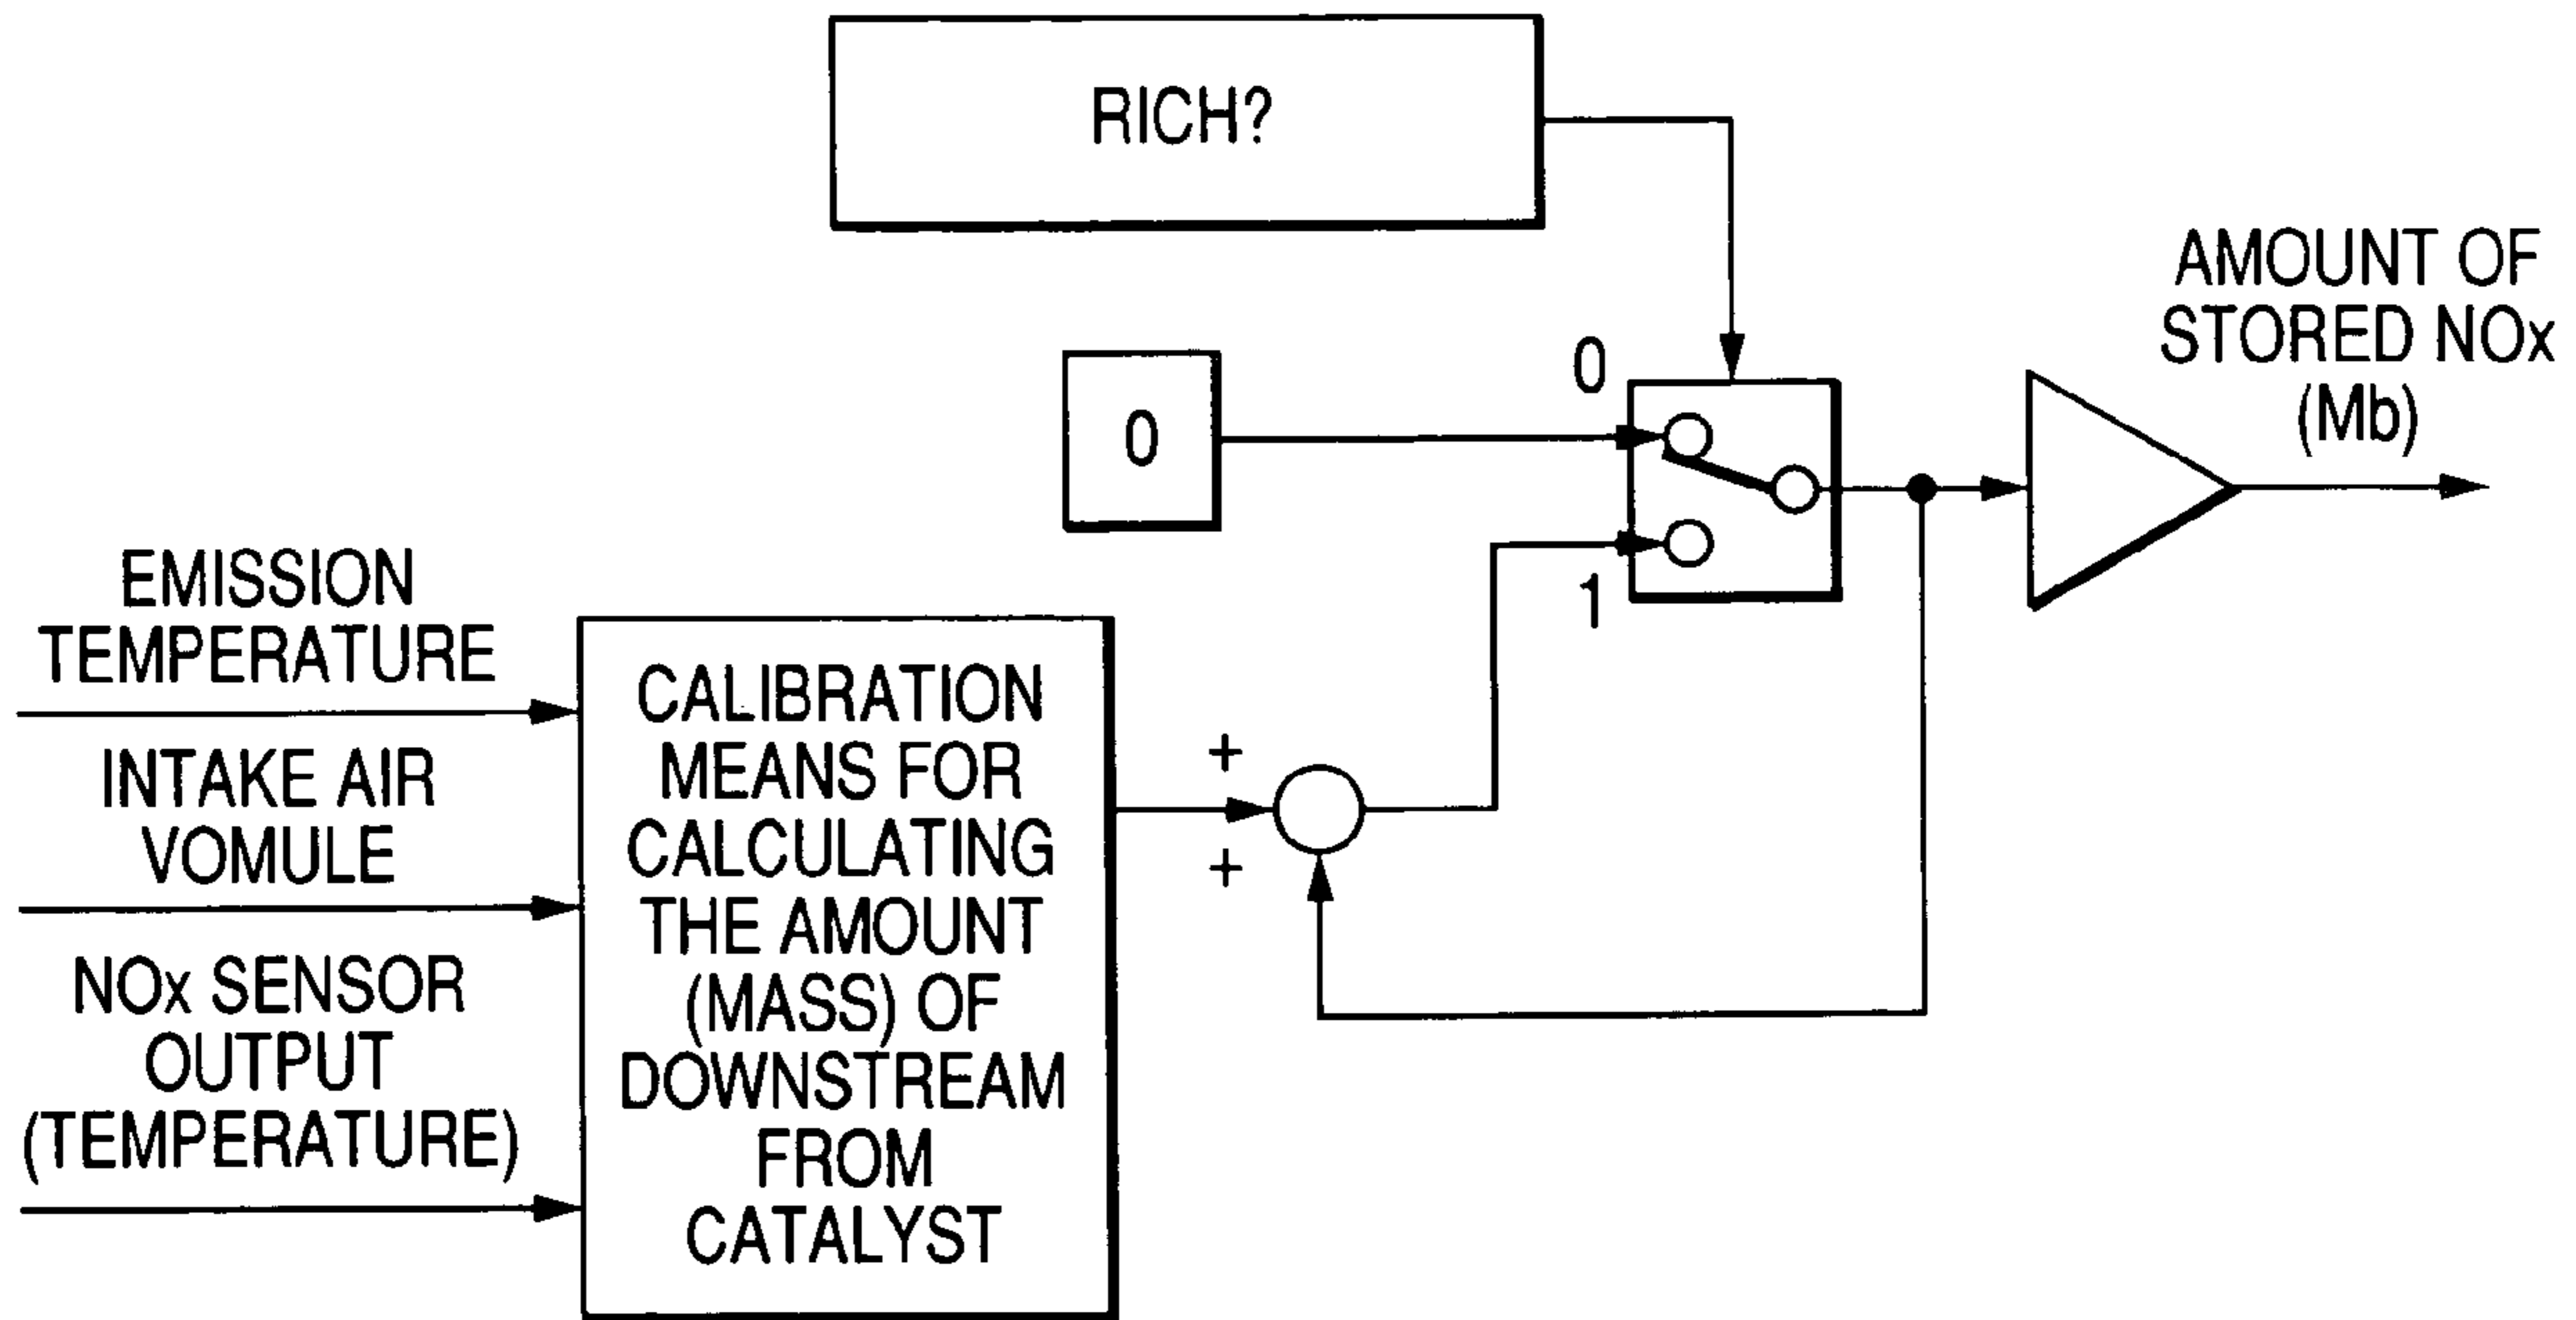 RICH?
AMOUNT OF
STORED NOx
(Mb)
0
0
1
EMISSION
TEMPERATURE
INTAKE AIR
VOMULE
NOx SENSOR
OUTPUT
(TEMPERATURE)
CALIBRATION
MEANS FOR
CALCULATING
THE AMOUNT
(MASS) OF
DOWNSTREAM
FROM
CATALYST
+
+